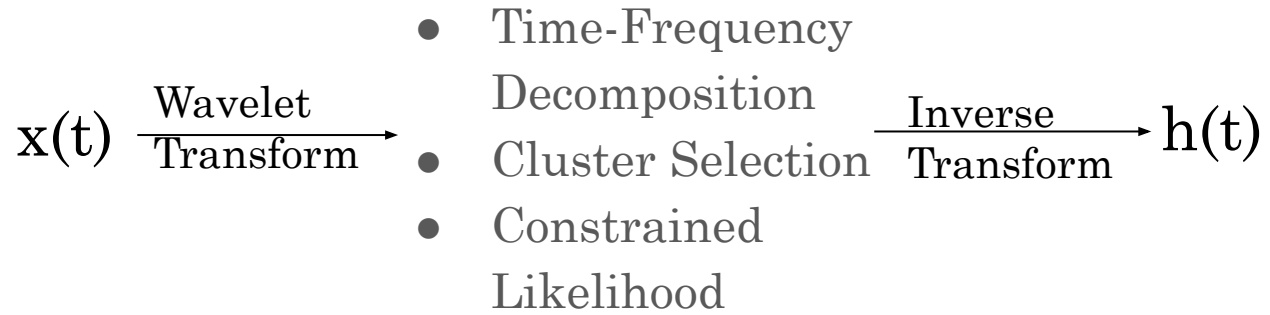 x(t)
Wavelet
Transform
● Time-Frequency
Decomposition
● Cluster Selection
● Constrained
Likelihood
Inverse
Transform
h(t)